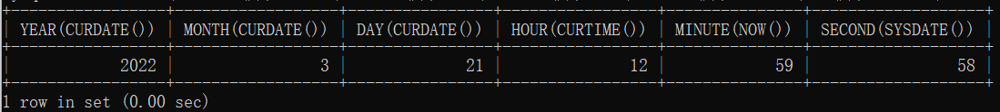 YEAR(CURDATE()) | MONTH(CURDATE()) | DAY(CURDATE()) | HOUR(CURTIME()) | MINUTE(NOW()) | SECOND(SYSDATE())
2022 | 3 | 21 | 12 | 59 | 58
1 row in set (0.00 sec)